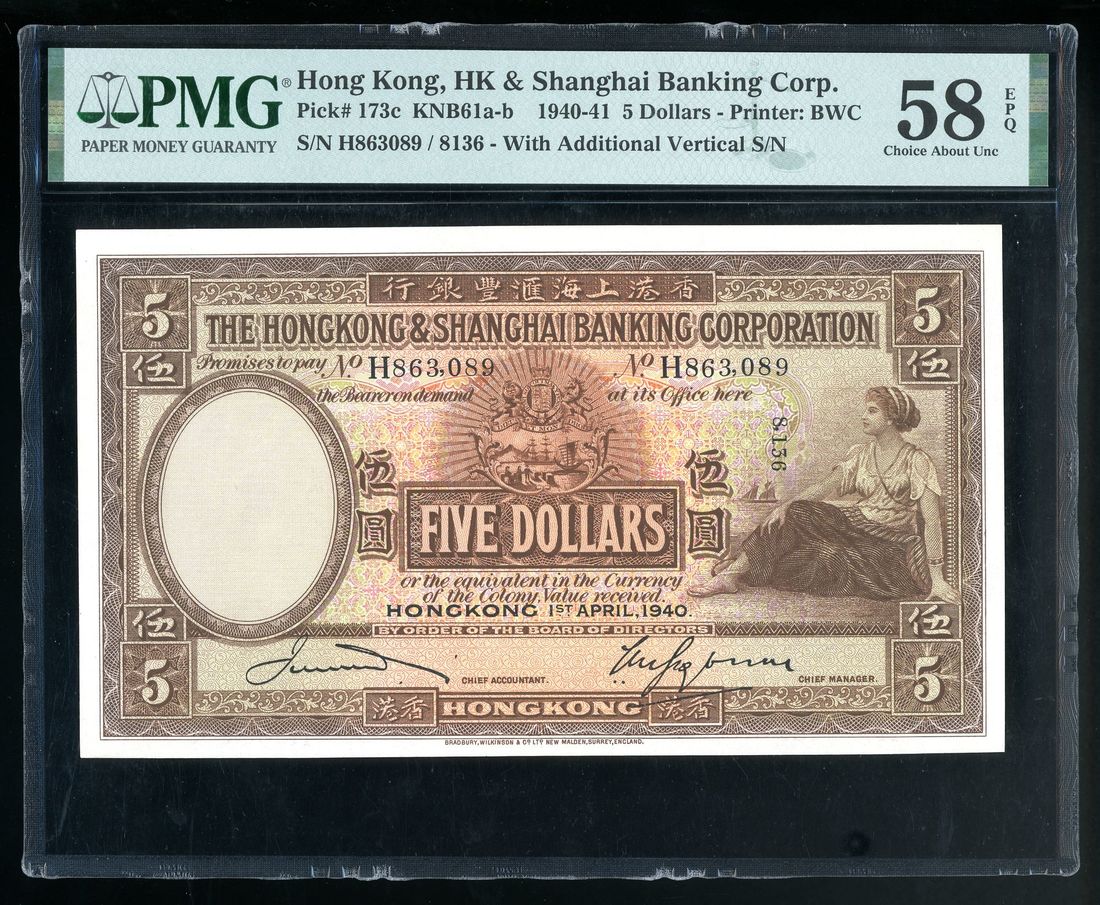 PMG®
PAPER MONEY GUARANTY
Hong Kong, HK & Shanghai Banking Corp.
Pick# 173c KNB61a-b 1940-41 5 Dollars - Printer: BWC
S/N H863089 / 8136 - With Additional Vertical S/N
58
EPQ
Choice About Unc
行銀豐滙海上港香
5
5
THE HONGKONG & SHANGHAI BANKING CORPORATION
伍
伍
Promises to pay No H863,089
No H863,089
the Bearer on demand
at its Office here
8136
伍圓
伍圓
FIVE DOLLARS
or the equivalent in the Currency
of the Colony, Value received.
HONGKONG 1ST APRIL, 1940.
伍
伍
BY ORDER OF THE BOARD OF DIRECTORS
5
5
CHIEF ACCOUNTANT.
CHIEF MANAGER.
港香 HONGKONG 港香
BRADBURY, WILKINSON & Co LTD NEW MALDEN, SURREY, ENGLAND.